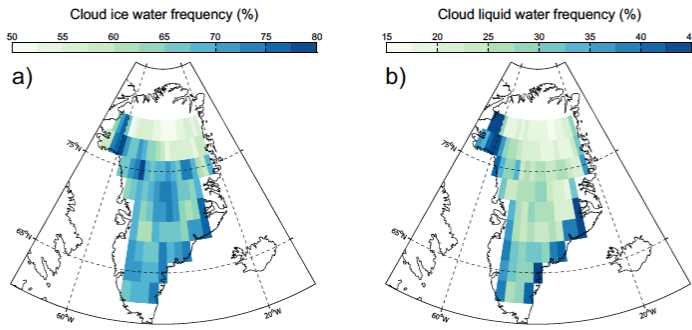 Cloud ice water frequency (%)
50 55 60 65 70 75 80
a)
75°N
65°N
60°W
20°W
Cloud liquid water frequency (%)
15 20 25 30 35 40 4
b)
75°N
65°N
60°W
20°W